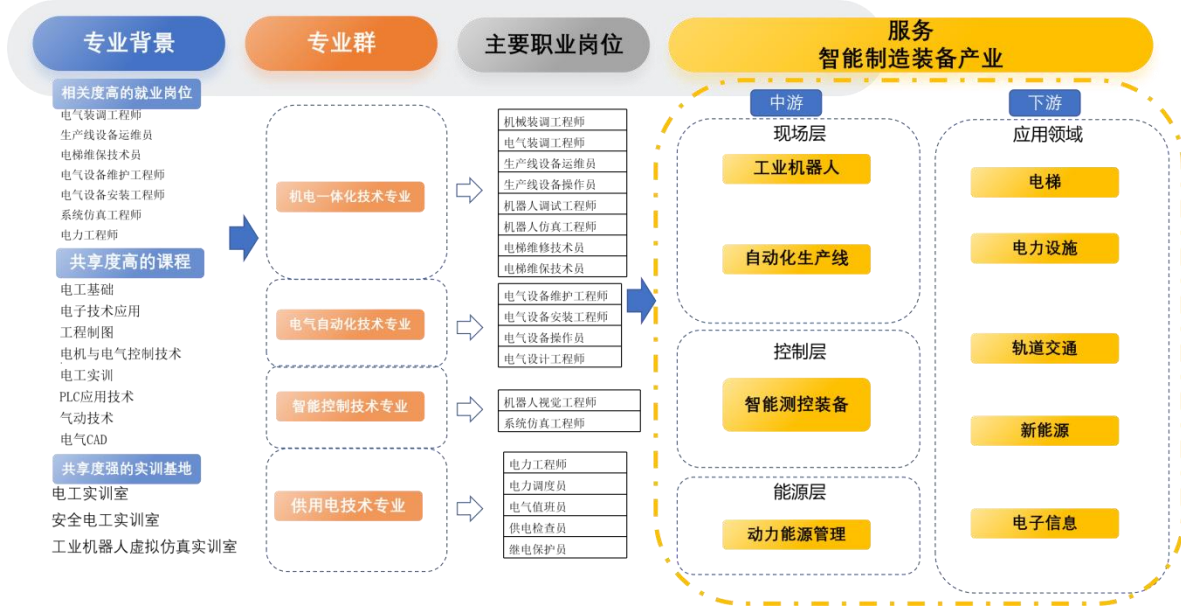 专业背景
专业群
主要职业岗位
服务
智能制造装备产业
相关度高的就业岗位
电气装调工程师
生产线设备运维员
电梯维保技术员
电气设备维护工程师
电气设备安装工程师
系统仿真工程师
电力工程师
共享度高的课程
电工基础
电子技术应用
工程制图
电机与电气控制技术
电工实训
PLC应用技术
气动技术
电气CAD
共享度强的实训基地
电工实训室
安全电工实训室
工业机器人虚拟仿真实训室
机电一体化技术专业
电气自动化技术专业
智能控制技术专业
供用电技术专业
机械装调工程师
电气装调工程师
生产线设备运维员
生产线设备操作员
机器人调试工程师
机器人仿真工程师
电梯维修技术员
电梯维保技术员
电气设备维护工程师
电气设备安装工程师
电气设备操作员
电气设计工程师
机器人视觉工程师
系统仿真工程师
电力工程师
电力调度员
电气值班员
供电检查员
继电保护员
中游
现场层
工业机器人
自动化生产线
控制层
智能测控装备
能源层
动力能源管理
下游
应用领域
电梯
电力设施
轨道交通
新能源
电子信息